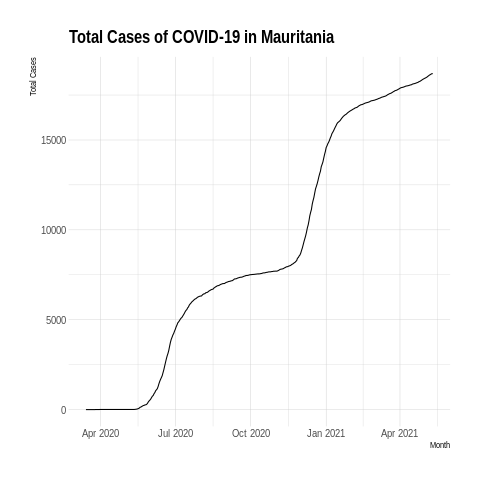 Total Cases of COVID-19 in Mauritania
Total Cases
15000
10000
5000
0
Apr 2020 Jul 2020 Oct 2020 Jan 2021 Apr 2021
Month